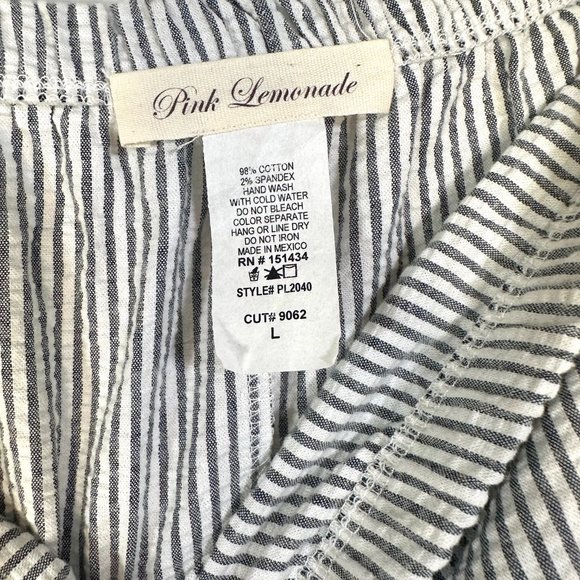 Pink Lemonade
98% COTTON
2% SPANDEX
HAND WASH
WITH COLD WATER
DO NOT BLEACH
COLOR SEPARATE
HANG OR LINE DRY
DO NOT IRON
MADE IN MEXICO
RN # 151434
STYLE# PL2040
CUT# 9062
L